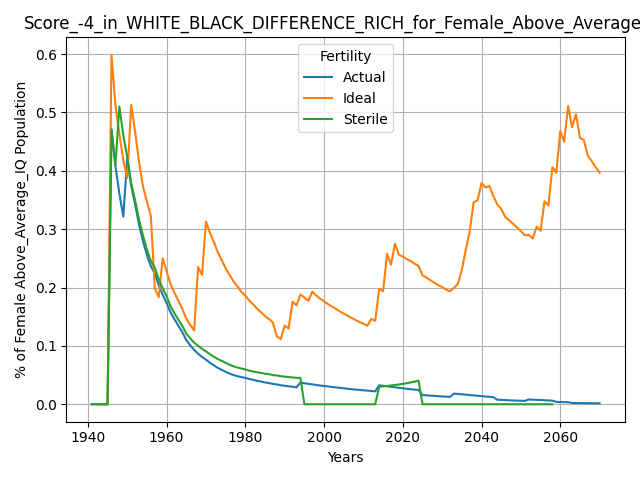 Score_-4_in_WHITE_BLACK_DIFFERENCE_RICH_for_Female_Above_Average
Fertility
Actual
Ideal
Sterile
% of Female Above_Average_IQ Population
0.6
0.5
0.4
0.3
0.2
0.1
0.0
1940 1960 1980 2000 2020 2040 2060
Years